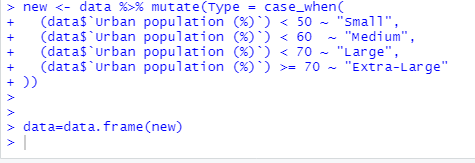 > new <- data %>% mutate(Type = case_when(
+   (data$`Urban population (%)`) < 50 ~ "Small",
+   (data$`Urban population (%)`) < 60  ~ "Medium",
+   (data$`Urban population (%)`) < 70 ~ "Large",
+   (data$`Urban population (%)`) >= 70 ~ "Extra-Large"
+ ))
>
>
> data=data.frame(new)
>